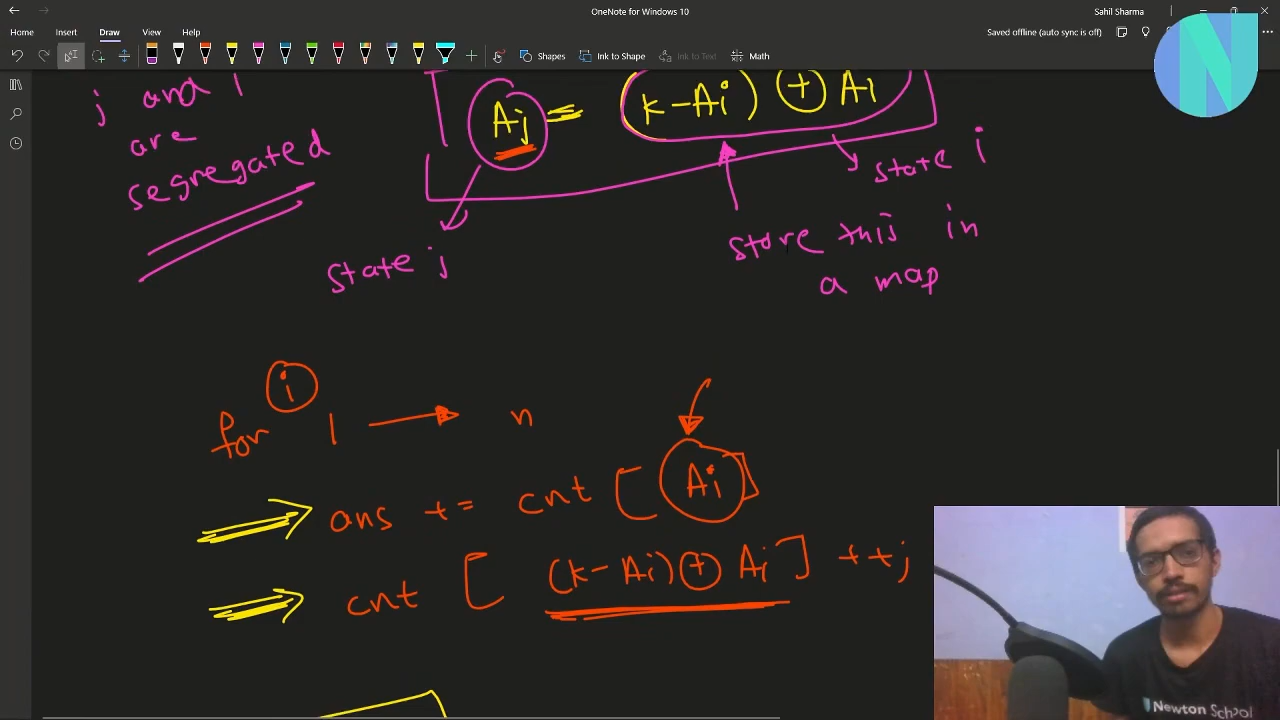 OneNote for Windows 10
Sahil Sharma
Home Insert Draw View Help
Saved offline (auto sync is off)
Shapes Ink to Shape Ink to Text Math
j and i
are
segregated
Aj = (k-Ai) ⊕ Ai
state i
state j
store this in
a map
for i 1 → n
ans += cnt [Ai]
cnt [ (k-Ai) ⊕ Ai ] ++;
Newton School